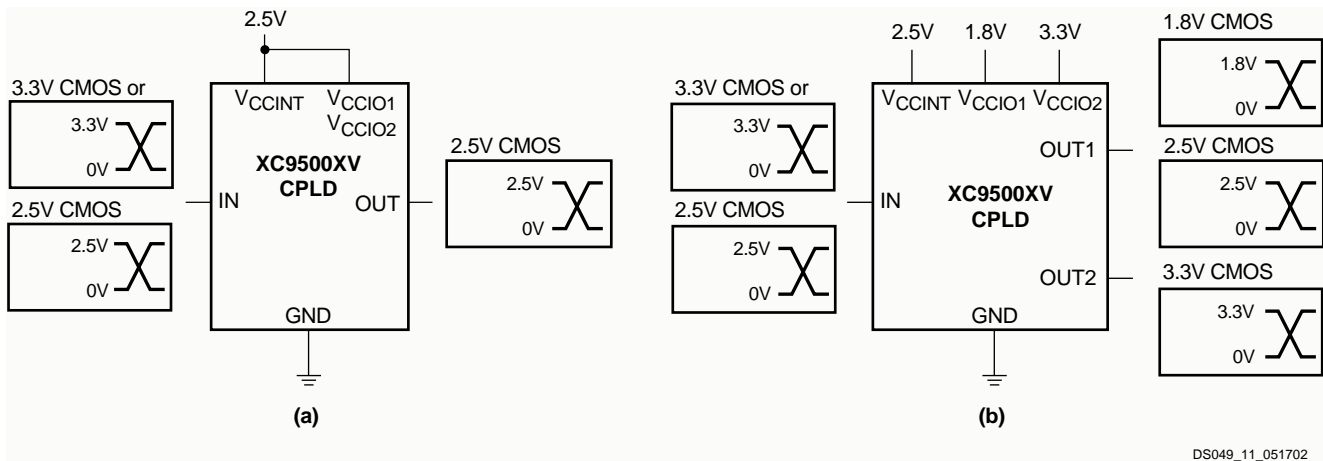 2.5V
3.3V CMOS or
3.3V
0V
2.5V CMOS
2.5V
0V
VCCINT VCCIO1
VCCIO2
XC9500XV
CPLD
IN
OUT
GND
2.5V CMOS
2.5V
0V
(a)
2.5V 1.8V 3.3V
3.3V CMOS or
3.3V
0V
2.5V CMOS
2.5V
0V
VCCINT VCCIO1 VCCIO2
OUT1
XC9500XV
CPLD
IN
OUT2
GND
1.8V CMOS
1.8V
0V
2.5V CMOS
2.5V
0V
3.3V CMOS
3.3V
0V
(b)
DS049_11_051702